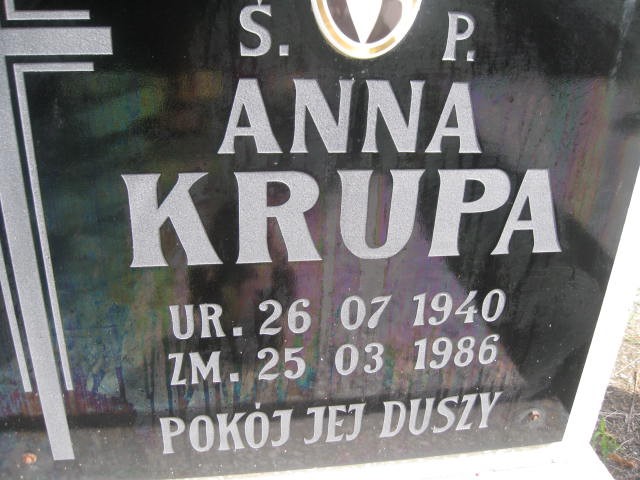 Ś. P.
ANNA
KRUPA
UR. 26 07 1940
ZM. 25 03 1986
POKÓJ JEJ DUSZY